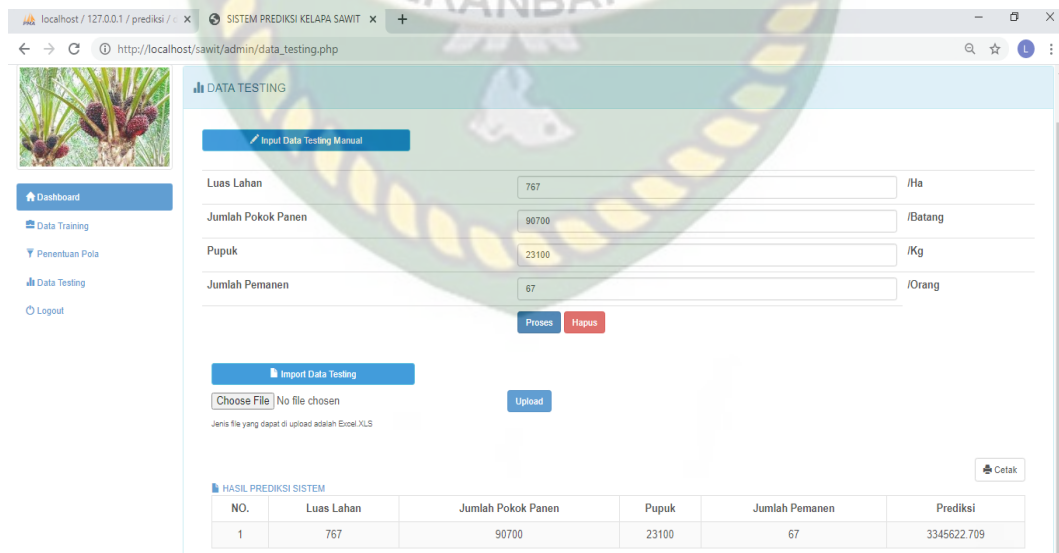 localhost / 127.0.0.1 / prediksi /
SISTEM PREDIKSI KELAPA SAWIT
http://localhost/sawit/admin/data_testing.php
L
DATA TESTING
Input Data Testing Manual
Dashboard
Data Training
Penentuan Pola
Data Testing
Logout
Luas Lahan 767 /Ha
Jumlah Pokok Panen 90700 /Batang
Pupuk 23100 /Kg
Jumlah Pemanen 67 /Orang
Proses Hapus
Import Data Testing
Choose File No file chosen Upload
Jenis file yang dapat di upload adalah Excel.XLS
Cetak
HASIL PREDIKSI SISTEM
NO. Luas Lahan Jumlah Pokok Panen Pupuk Jumlah Pemanen Prediksi
1 767 90700 23100 67 3345622.709